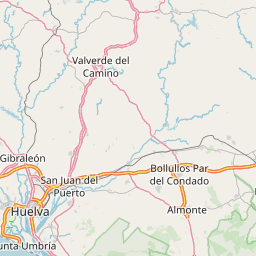 Valverde del
Camino
Gibraleón
Bollullos Par
del Condado
San Juan del
Puerto
Huelva
Almonte
unta Umbría